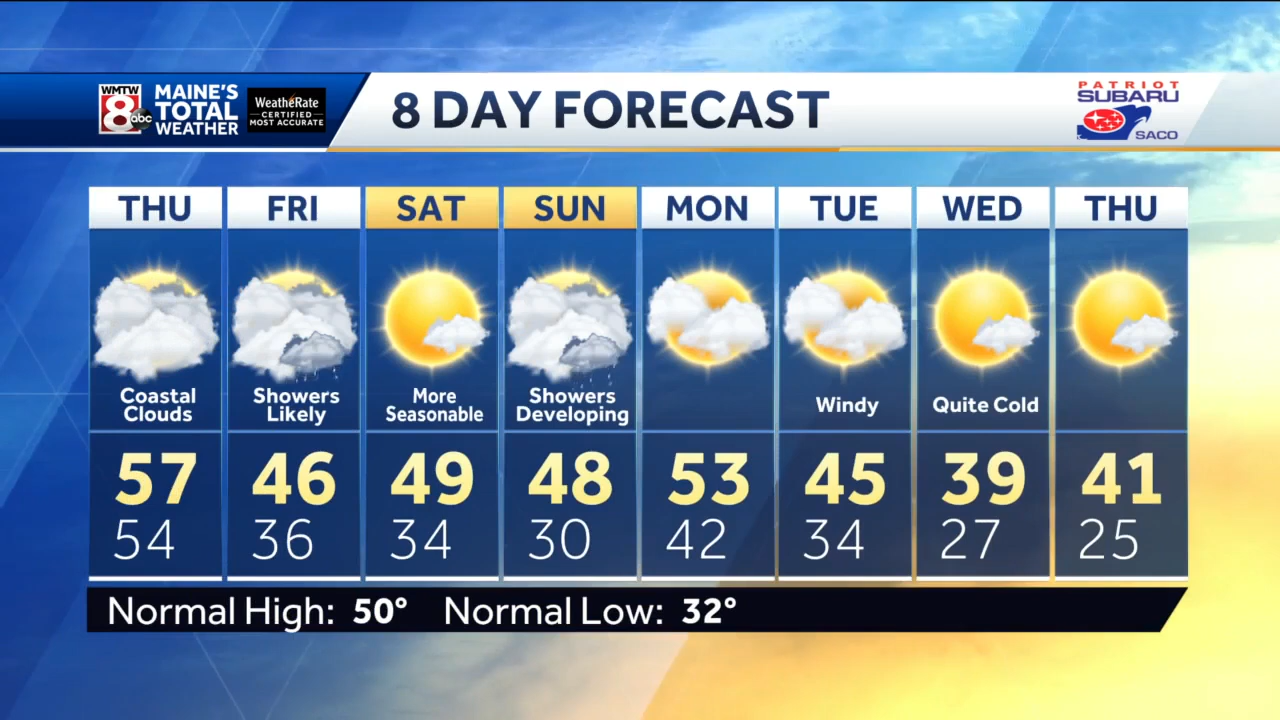 WMTW
8
abc
MAINE'S
TOTAL
WEATHER
WeatheRate
CERTIFIED
MOST ACCURATE
8 DAY FORECAST
PATRIOT
SUBARU
SACO
THU FRI SAT SUN MON TUE WED THU
Coastal
Clouds
Showers
Likely
More
Seasonable
Showers
Developing
Windy
Quite Cold
57 46 49 48 53 45 39 41
54 36 34 30 42 34 27 25
Normal High: 50° Normal Low: 32°